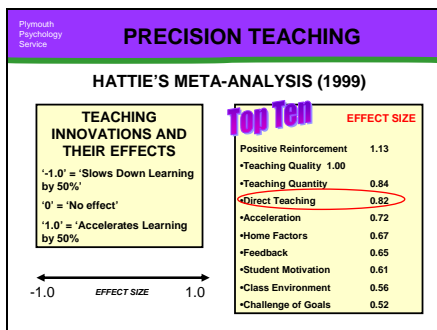 Plymouth
Psychology
Service
PRECISION TEACHING
HATTIE'S META-ANALYSIS (1999)
TEACHING
INNOVATIONS AND
THEIR EFFECTS
'-1.0' = 'Slows Down Learning
by 50%'
'0' = 'No effect'
'1.0' = 'Accelerates Learning
by 50%
-1.0 EFFECT SIZE 1.0
Top Ten
EFFECT SIZE
Positive Reinforcement 1.13
•Teaching Quality 1.00
•Teaching Quantity 0.84
•Direct Teaching 0.82
•Acceleration 0.72
•Home Factors 0.67
•Feedback 0.65
•Student Motivation 0.61
•Class Environment 0.56
•Challenge of Goals 0.52